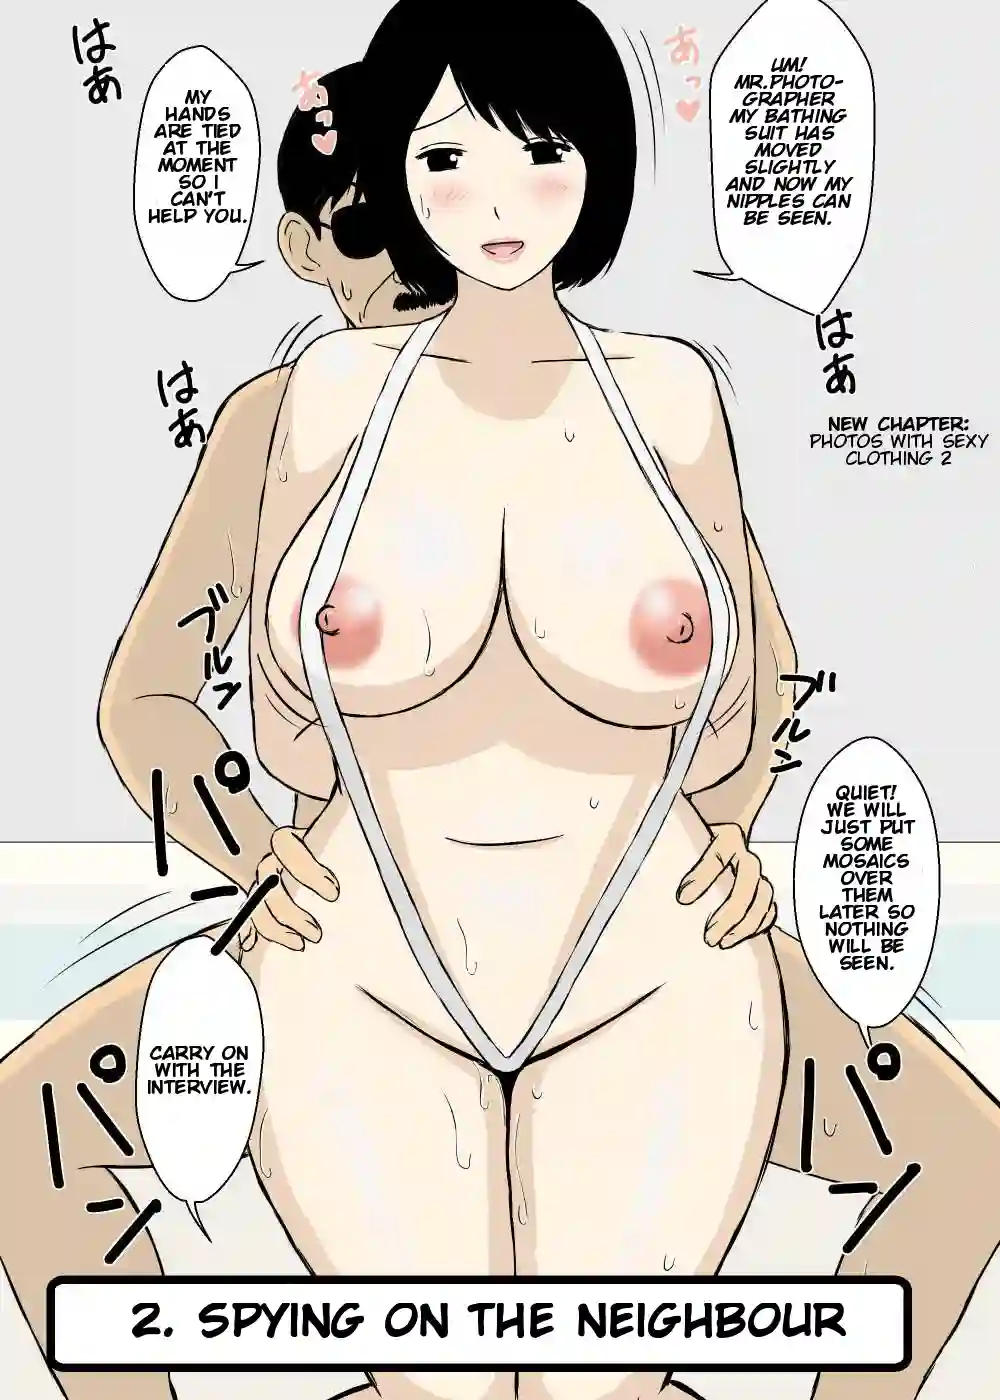 はあ
MY
HANDS
ARE TIED
AT THE
MOMENT
SO I
CAN'T
HELP YOU.
あっ♥
あっ♥
UM!
MR.PHOTO-
GRAPHER
MY BATHING
SUIT HAS
MOVED
SLIGHTLY
AND NOW MY
NIPPLES CAN
BE SEEN.
はあ
はあ
NEW CHAPTER:
PHOTOS WITH SEXY
CLOTHING 2
ブルン
ブルン
パン
QUIET!
WE WILL
JUST PUT
SOME
MOSAICS
OVER
THEM
LATER SO
NOTHING
WILL BE
SEEN.
CARRY ON
WITH THE
INTERVIEW.
パン
パン
2. SPYING ON THE NEIGHBOUR